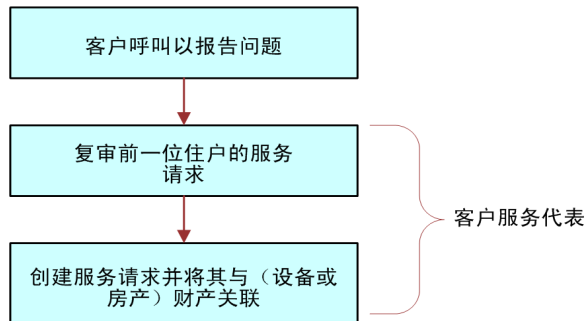 客户呼叫以报告问题
复审前一位住户的服务
请求
客户服务代表
创建服务请求并将其与（设备或
房产）财产关联